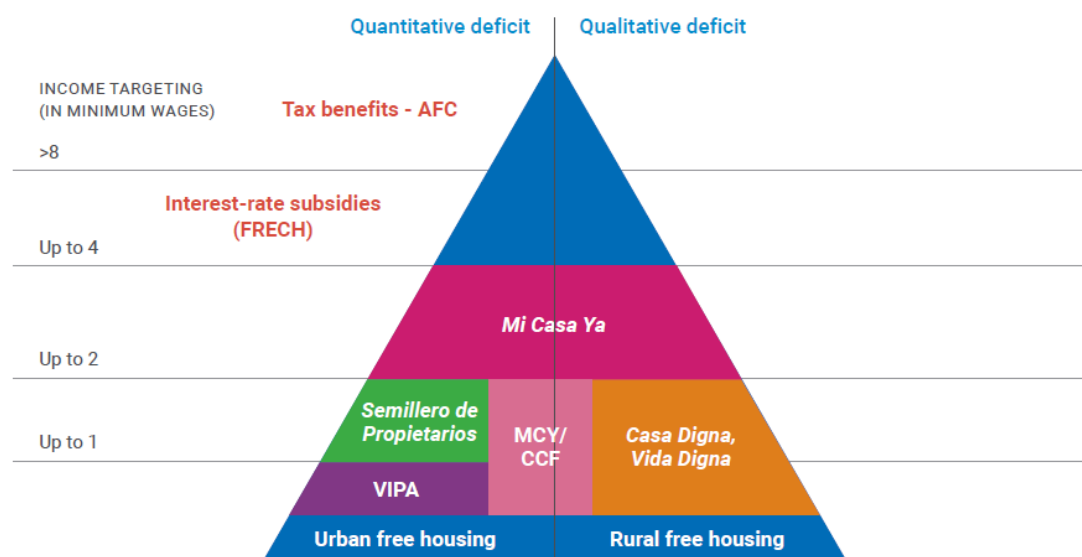 Quantitative deficit
Qualitative deficit
INCOME TARGETING
(IN MINIMUM WAGES)
Tax benefits - AFC
>8
Interest-rate subsidies
(FRECH)
Up to 4
Mi Casa Ya
Up to 2
Semillero de
Propietarios
MCY/
CCF
Casa Digna,
Vida Digna
Up to 1
VIPA
Urban free housing
Rural free housing